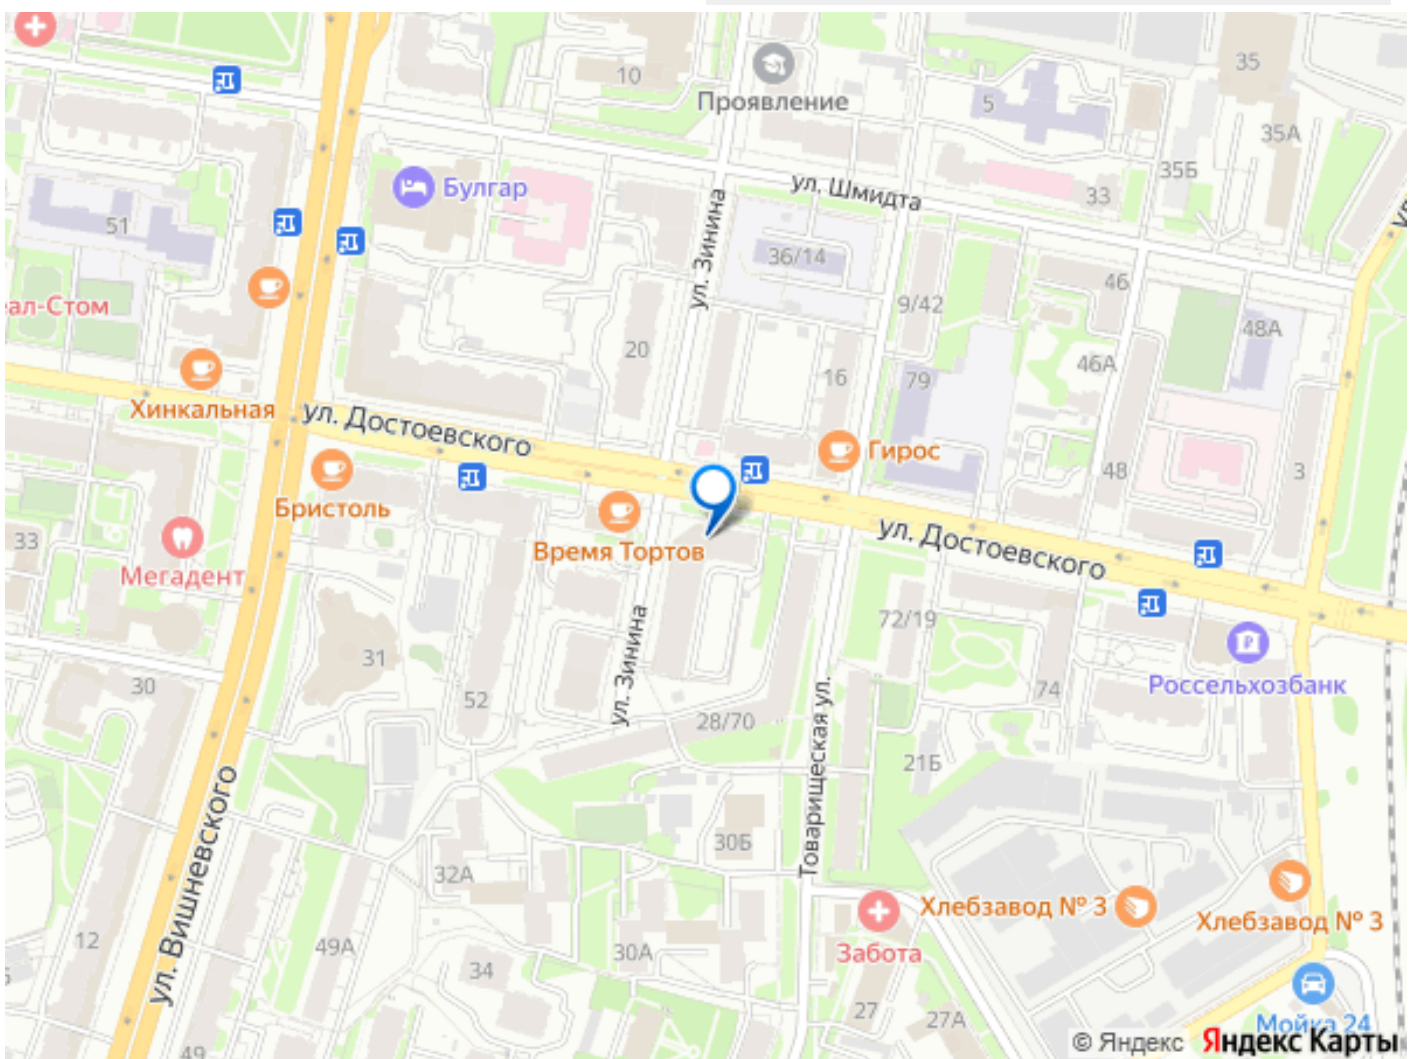 10
35
Проявление
5
35А
35Б
ул. Шмидта
33
Булгар
51
ул. Зинина
36/14
46
9/42
48А
ал-Стом
20
46А
16
79
Хинкальная
ул. Достоевского
Гирос
48
3
Бристоль
33
Время Тортов
ул. Достоевского
Мегадент
72/19
ул. Зинина
31
30
Россельхозбанк
74
52
28/70
Товарищеская ул.
21Б
ул. Вишневского
30Б
32А
Хлебзавод № 3
Хлебзавод № 3
12
49А
30А
Забота
34
27
27А
Мойка 24
© Яндекс Яндекс Карты
49